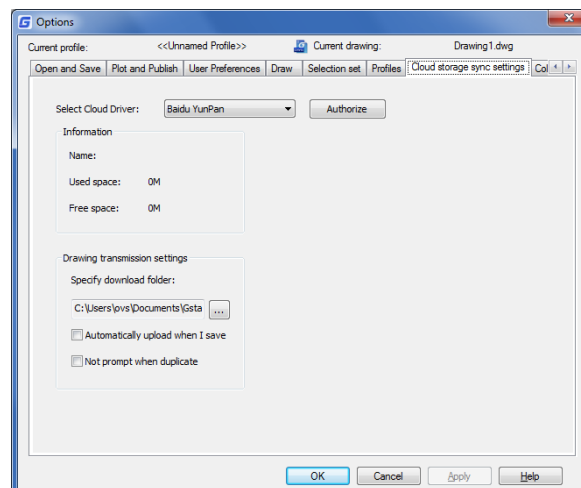 Options
Current profile: <<Unnamed Profile>> Current drawing: Drawing1.dwg
Open and Save Plot and Publish User Preferences Draw Selection set Profiles Cloud storage sync settings Col
Select Cloud Driver: Baidu YunPan Authorize
Information
Name:
Used space: 0M
Free space: 0M
Drawing transmission settings
Specify download folder:
C:\Users\ovs\Documents\Gsta ...
Automatically upload when I save
Not prompt when duplicate
OK Cancel Apply Help